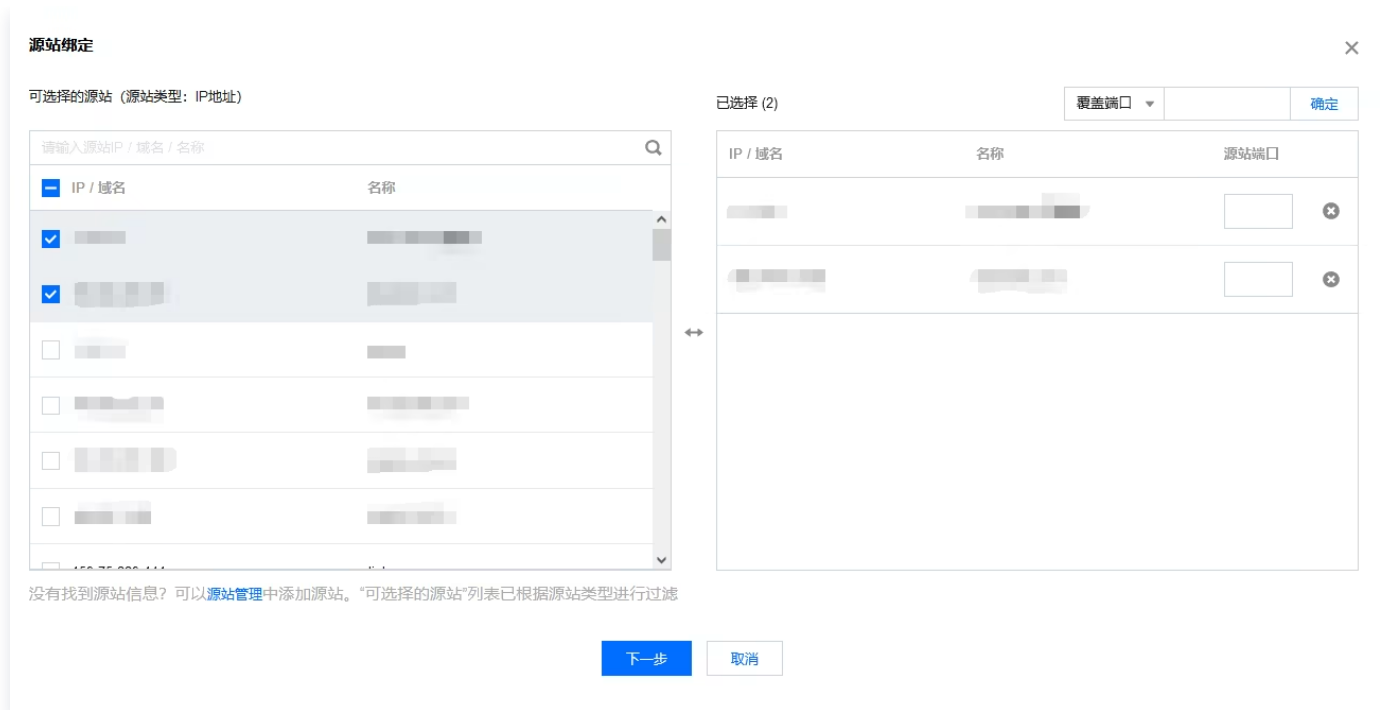 源站绑定
可选择的源站（源站类型：IP地址）
请输入源站IP / 域名 / 名称
IP / 域名 名称
没有找到源站信息？可以源站管理中添加源站。“可选择的源站”列表已根据源站类型进行过滤
已选择 (2)
覆盖端口 确定
IP / 域名 名称 源站端口
下一步 取消